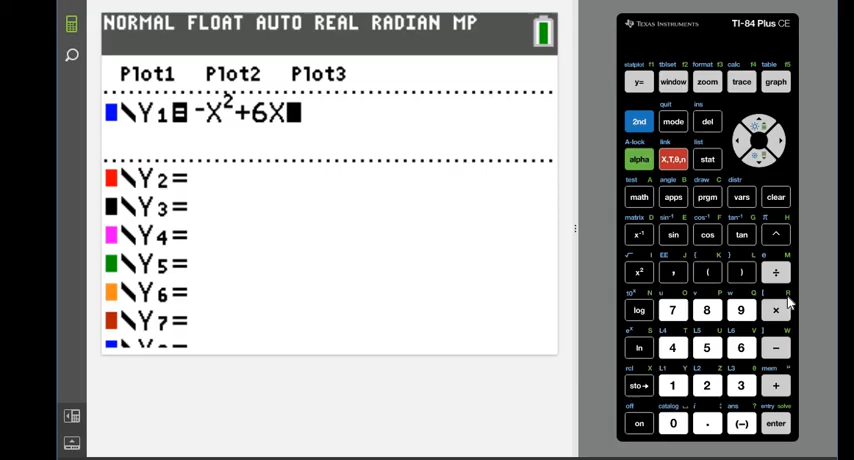 NORMAL FLOAT AUTO REAL RADIAN MP
Plot1 Plot2 Plot3
\Y1=-X²+6X
\Y2=
\Y3=
\Y4=
\Y5=
\Y6=
\Y7=
TEXAS INSTRUMENTS TI-84 Plus CE
statplot f1 tblset f2 format f3 calc f4 table f5
y= window zoom trace graph
quit ins
2nd mode del
A-lock link list
alpha X,T,θ,n stat
test A angle B draw C distr
math apps prgm vars clear
matrix D sin⁻¹ E cos⁻¹ F tan⁻¹ G π H
x⁻¹ sin cos tan ^
√ I EE J { K } L e M
x² , ( ) ÷
10ˣ N u O v P w Q [ R
log 7 8 9 ×
eˣ S L4 T L5 U L6 V ] W
ln 4 5 6 −
rcl X L1 Y L2 Z L3 θ mem "
sto→ 1 2 3 +
off catalog i : ans ? entry solve
on 0 . (−) enter